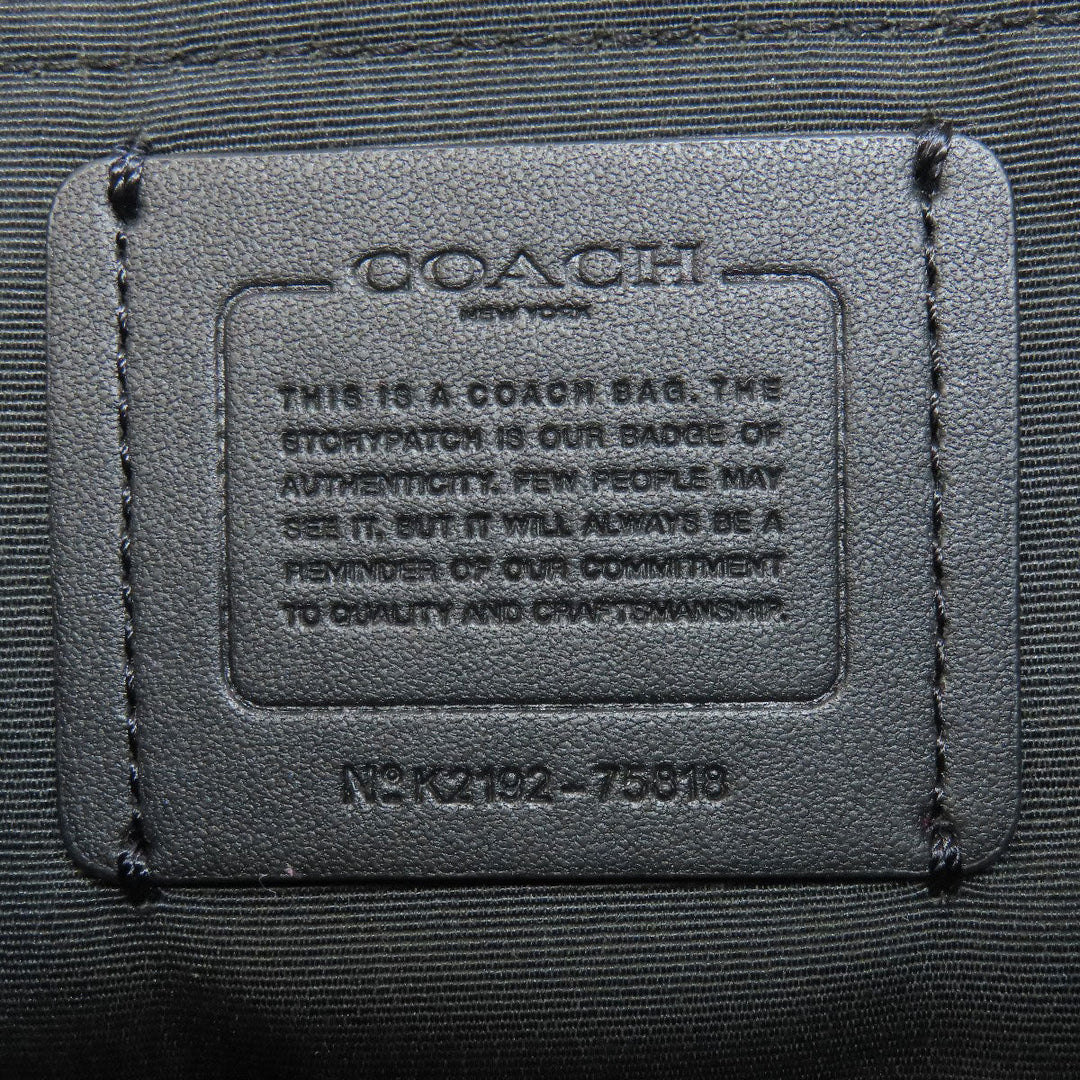 COACH
NEW YORK
THIS IS A COACH BAG. THE
STORYPATCH IS OUR BADGE OF
AUTHENTICITY. FEW PEOPLE MAY
SEE IT, BUT IT WILL ALWAYS BE A
REMINDER OF OUR COMMITMENT
TO QUALITY AND CRAFTSMANSHIP.
Nº K2192-75818